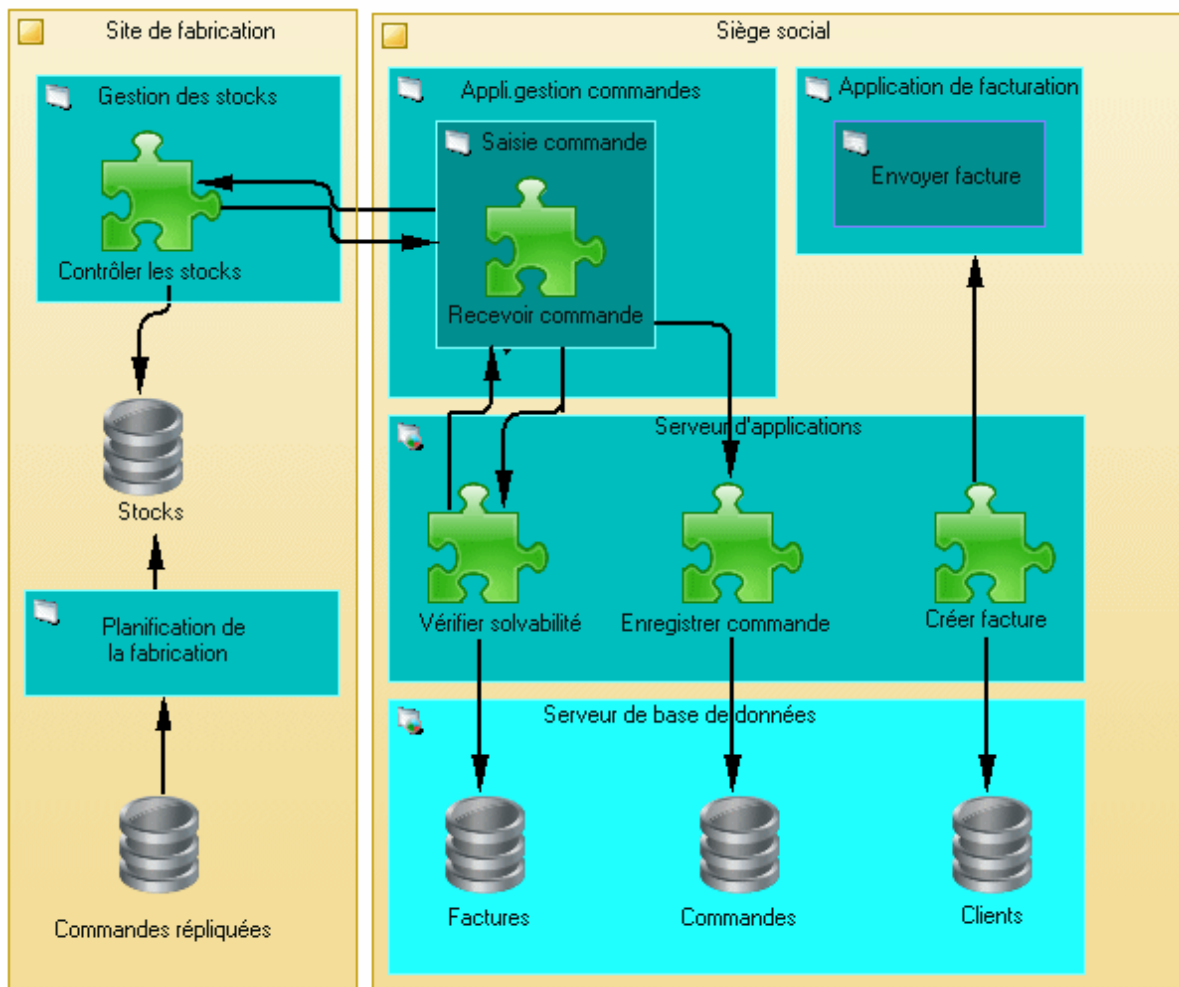 Site de fabrication
Gestion des stocks
Contrôler les stocks
Stocks
Planification de
la fabrication
Commandes répliquées
Siège social
Appli.gestion commandes
Saisie commande
Recevoir commande
Application de facturation
Envoyer facture
Serveur d'applications
Vérifier solvabilité
Enregistrer commande
Créer facture
Serveur de base de données
Factures
Commandes
Clients